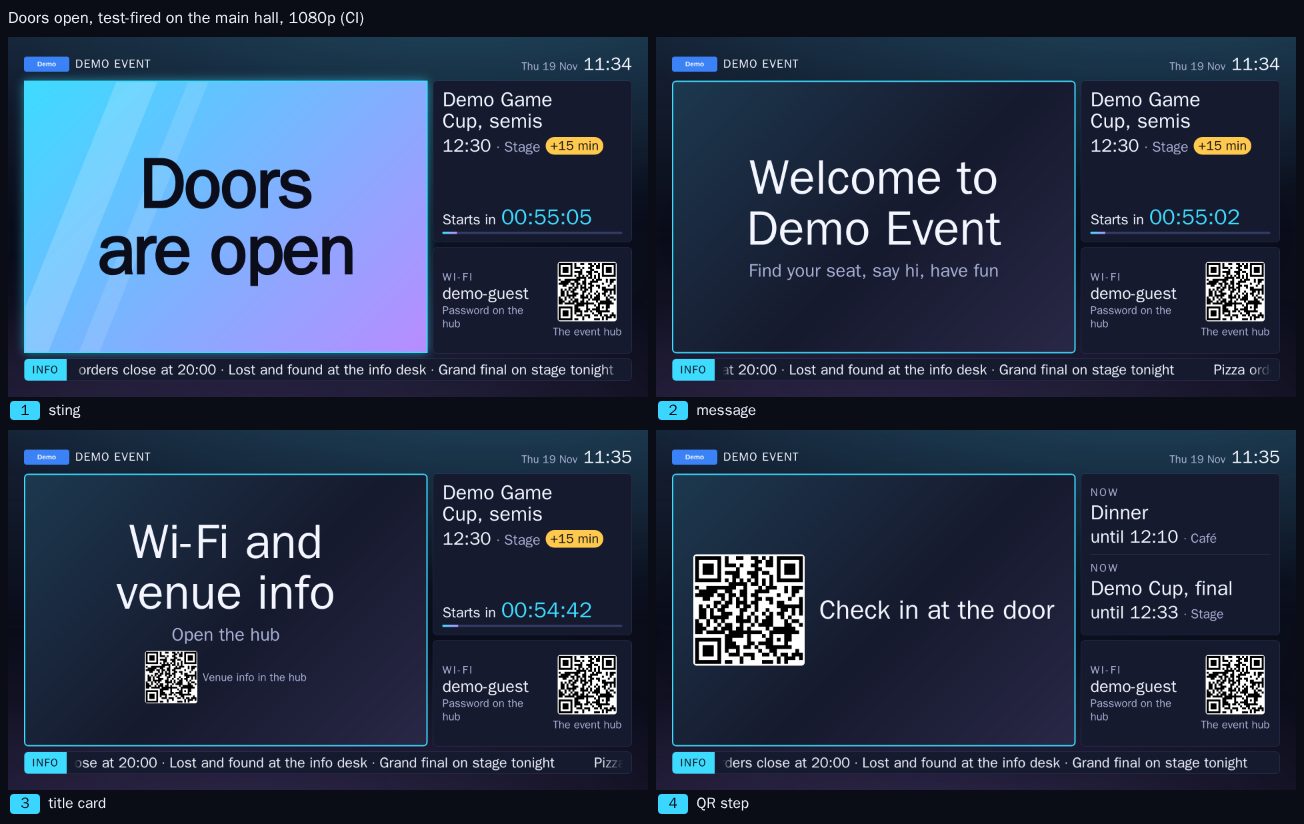 Doors open, test-fired on the main hall, 1080p (CI)
Demo DEMO EVENT
Thu 19 Nov 11:34
Doors
are open
Demo Game
Cup, semis
12:30 · Stage +15 min
Starts in 00:55:05
WI-FI
demo-guest
Password on the
hub
The event hub
INFO orders close at 20:00 · Lost and found at the info desk · Grand final on stage tonight
1 sting
Demo DEMO EVENT
Thu 19 Nov 11:34
Welcome to
Demo Event
Find your seat, say hi, have fun
Demo Game
Cup, semis
12:30 · Stage +15 min
Starts in 00:55:02
WI-FI
demo-guest
Password on the
hub
The event hub
INFO at 20:00 · Lost and found at the info desk · Grand final on stage tonight Pizza ord
2 message
Demo DEMO EVENT
Thu 19 Nov 11:35
Wi-Fi and
venue info
Open the hub
Venue info in the hub
Demo Game
Cup, semis
12:30 · Stage +15 min
Starts in 00:54:42
WI-FI
demo-guest
Password on the
hub
The event hub
INFO ose at 20:00 · Lost and found at the info desk · Grand final on stage tonight Pizz
3 title card
Demo DEMO EVENT
Thu 19 Nov 11:35
Check in at the door
NOW
Dinner
until 12:10 · Café
NOW
Demo Cup, final
until 12:33 · Stage
WI-FI
demo-guest
Password on the
hub
The event hub
INFO ders close at 20:00 · Lost and found at the info desk · Grand final on stage tonight
4 QR step